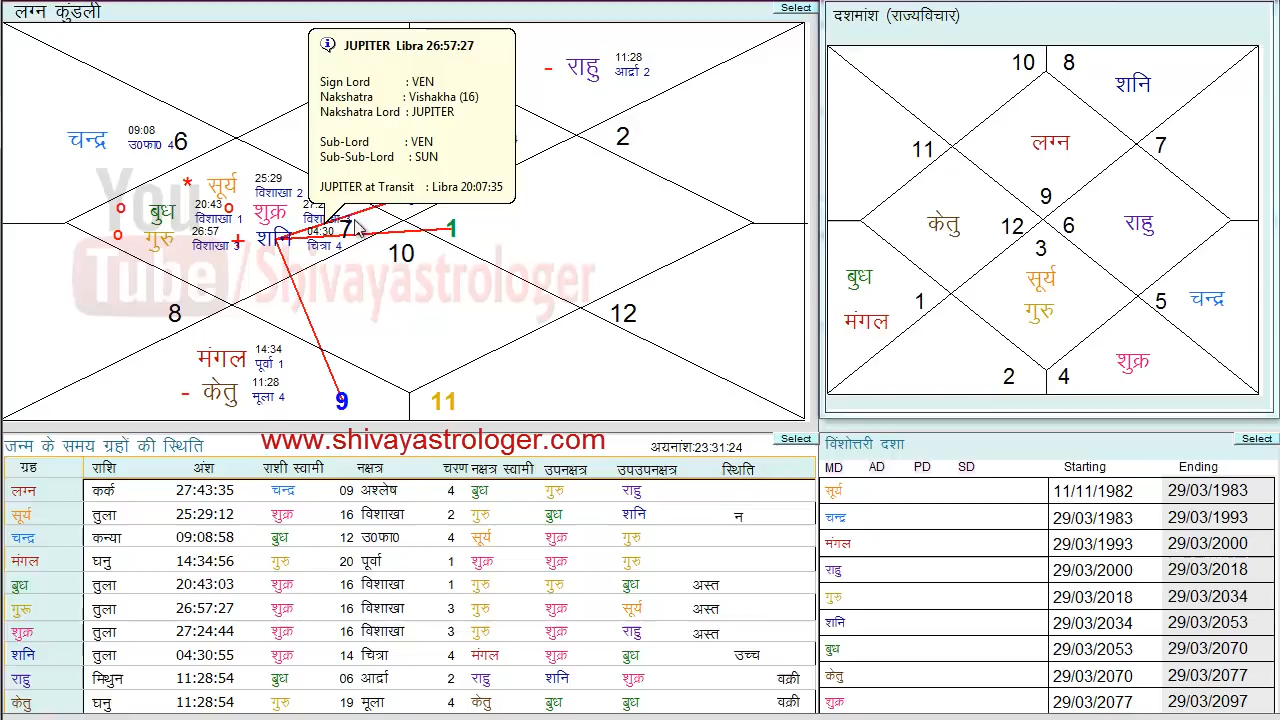 लग्न कुंडली
Select
JUPITER Libra 26:57:27
Sign Lord : VEN
Nakshatra : Vishakha (16)
Nakshatra Lord : JUPITER
Sub-Lord : VEN
Sub-Sub-Lord : SUN
JUPITER at Transit : Libra 20:07:35
- राहु 11:28
आर्द्रा 2
2
चन्द्र 09:08
उ0फा0 4
6
* सूर्य 25:29
विशाखा 2
o बुध 20:43
विशाखा 1
o शुक्र
o गुरु 26:57
विशाखा 3
+ शनि 04:30
चित्रा 4
7
1
10
8
12
मंगल 14:34
पूर्वा 1
- केतु 11:28
मूला 4
9
11
You Tube/Shivayastrologer
दशमांश (राज्यविचार)
10
8
शनि
लग्न
11
7
9
केतु
12
6
राहु
3
सूर्य
गुरु
बुध
मंगल
1
5
चन्द्र
शुक्र
2
4
जन्म के समय ग्रहों की स्थिति
www.shivayastrologer.com
अयनांश:23:31:24
Select
ग्रह राशि अंश राशी स्वामी नक्षत्र चरण नक्षत्र स्वामी उपनक्षत्र उपउपनक्षत्र स्थिति
लग्न कर्क 27:43:35 चन्द्र 09 अश्लेष 4 बुध गुरु राहु
सूर्य तुला 25:29:12 शुक्र 16 विशाखा 2 गुरु बुध शनि न
चन्द्र कन्या 09:08:58 बुध 12 उ0फा0 4 सूर्य शुक्र गुरु
मंगल धनु 14:34:56 गुरु 20 पूर्वा 1 शुक्र शुक्र गुरु
बुध तुला 20:43:03 शुक्र 16 विशाखा 1 गुरु गुरु बुध अस्त
गुरू तुला 26:57:27 शुक्र 16 विशाखा 3 गुरु शुक्र सूर्य अस्त
शुक्र तुला 27:24:44 शुक्र 16 विशाखा 3 गुरु शुक्र राहु अस्त
शनि तुला 04:30:55 शुक्र 14 चित्रा 4 मंगल शुक्र बुध उच्च
राहु मिथुन 11:28:54 बुध 06 आर्द्रा 2 राहु शनि शुक्र वक्री
केतु धनु 11:28:54 गुरु 19 मूला 4 केतु बुध बुध वक्री
विंशोत्तरी दशा
Select
MD AD PD SD Starting Ending
सूर्य 11/11/1982 29/03/1983
चन्द्र 29/03/1983 29/03/1993
मंगल 29/03/1993 29/03/2000
राहु 29/03/2000 29/03/2018
गुरु 29/03/2018 29/03/2034
शनि 29/03/2034 29/03/2053
बुध 29/03/2053 29/03/2070
केतु 29/03/2070 29/03/2077
शुक्र 29/03/2077 29/03/2097